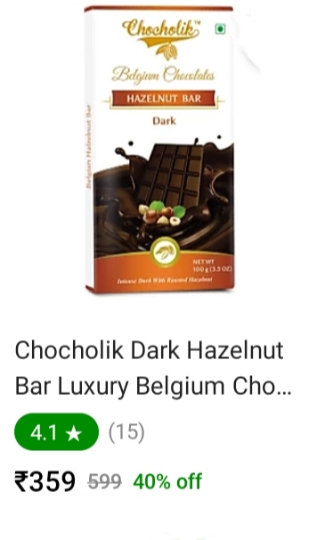 Chocholik™
Belgium Chocolates
HAZELNUT BAR
Dark
Belgium Hazelnut Bar
NET WT
100 g (3.5 OZ)
Intense Dark With Roasted Hazelnut
Chocholik Dark Hazelnut
Bar Luxury Belgium Cho...
4.1 ★ (15)
₹359 599 40% off